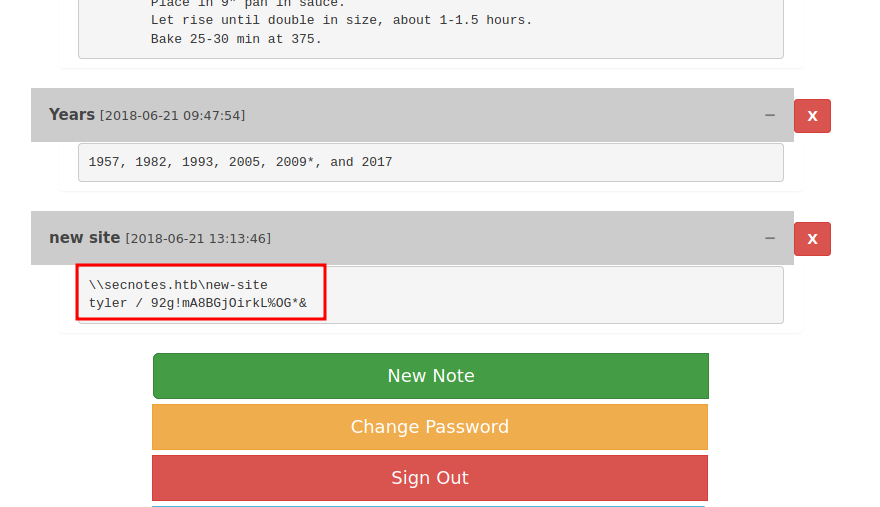 Place in 9" pan in sauce.
Let rise until double in size, about 1-1.5 hours.
Bake 25-30 min at 375.
Years [2018-06-21 09:47:54]
−
X
1957, 1982, 1993, 2005, 2009*, and 2017
new site [2018-06-21 13:13:46]
−
X
\\secnotes.htb\new-site
tyler / 92g!mA8BGjOirkL%OG*&
New Note
Change Password
Sign Out